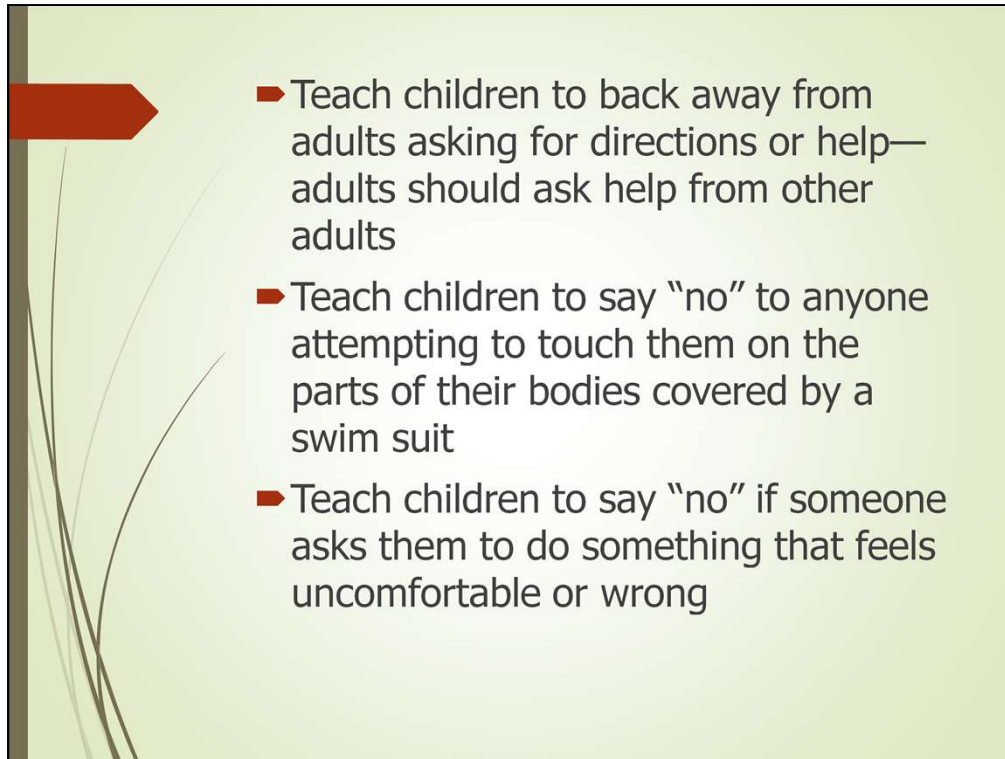 Teach children to back away from
adults asking for directions or help—
adults should ask help from other
adults
Teach children to say “no” to anyone
attempting to touch them on the
parts of their bodies covered by a
swim suit
Teach children to say “no” if someone
asks them to do something that feels
uncomfortable or wrong